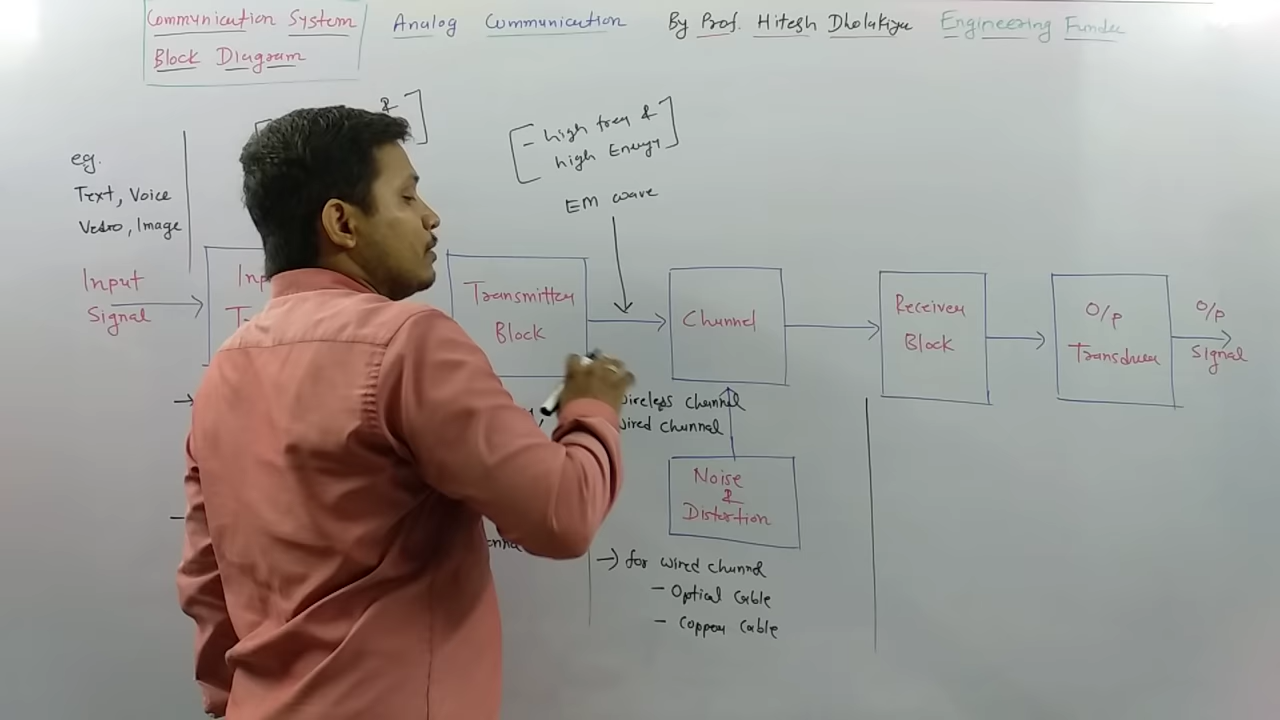 Communication System
Block Diagram
Analog Communication
By Prof. Hitesh Dholakiya
Engineering Funda
eg.
Text, Voice
Vedio, Image
Input
Signal
&
- high freq &
high Energy
EM wave
Inp
T
Transmitter
Block
Channel
Receiver
Block
O/p
Transducer
O/p
Signal
wireless channel
wired channel
Noise
&
Distortion
→ for wired channel
- Optical Cable
- Copper Cable